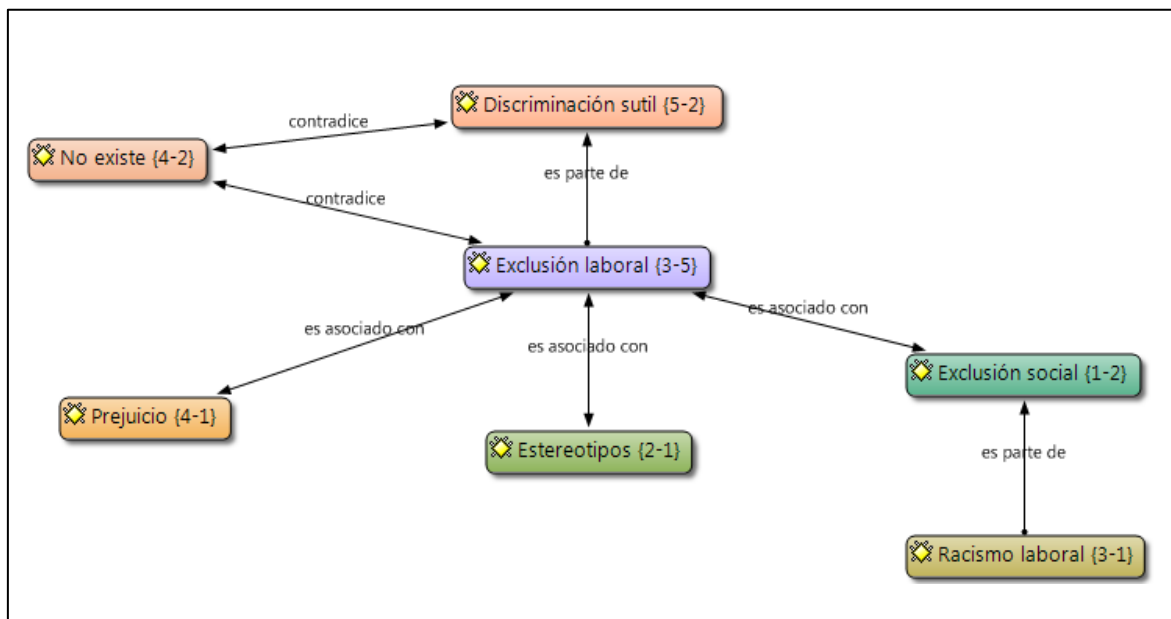 Discriminación sutil {5-2}
contradice
No existe {4-2}
es parte de
contradice
Exclusión laboral {3-5}
es asociado con
es asociado con
es asociado con
Exclusión social {1-2}
Prejuicio {4-1}
Estereotipos {2-1}
es parte de
Racismo laboral {3-1}